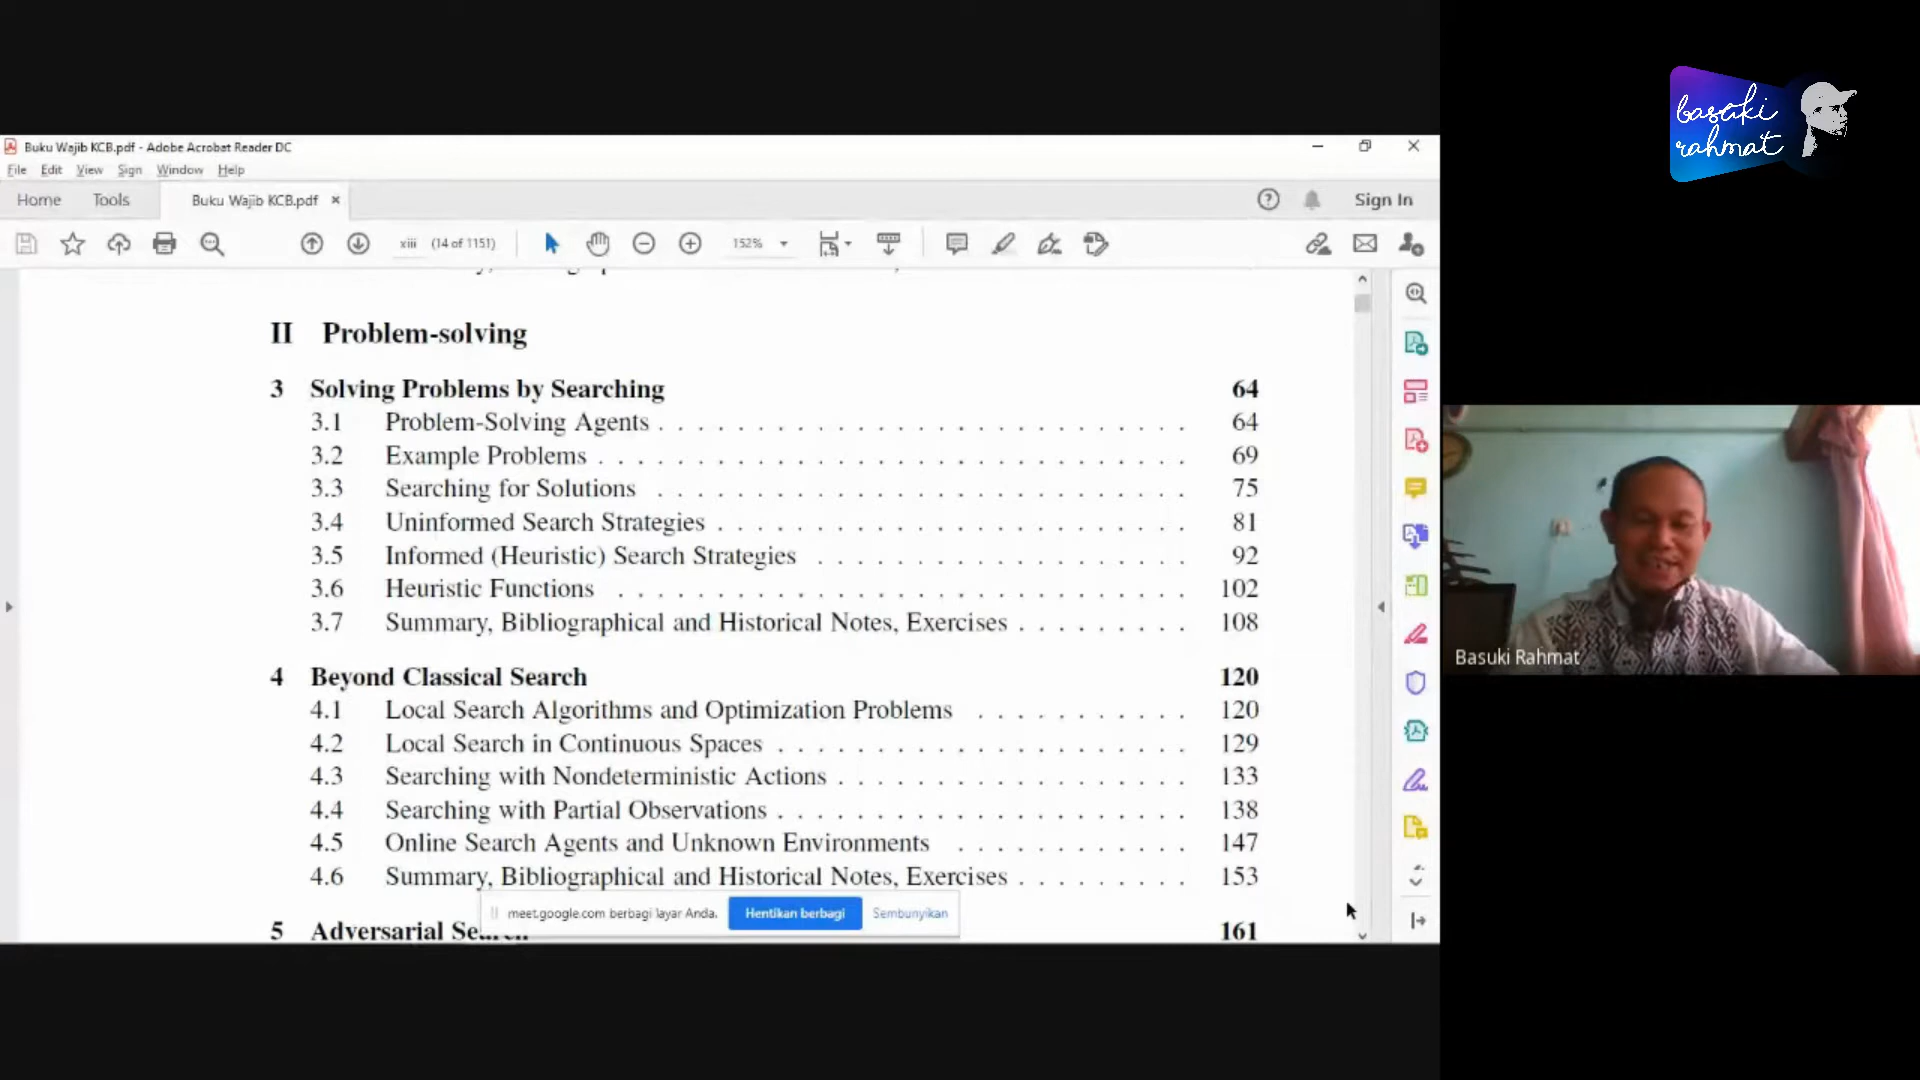 basuki
rahmat
Buku Wajib KCB.pdf - Adobe Acrobat Reader DC
File Edit View Sign Window Help
Home Tools Buku Wajib KCB.pdf × Sign In
xiii (14 of 1151) 152%
II Problem-solving
3 Solving Problems by Searching 64
3.1 Problem-Solving Agents . . . . . . . . . . . . . . . . . . . . . . . . . . . 64
3.2 Example Problems . . . . . . . . . . . . . . . . . . . . . . . . . . . . . . 69
3.3 Searching for Solutions . . . . . . . . . . . . . . . . . . . . . . . . . . . 75
3.4 Uninformed Search Strategies . . . . . . . . . . . . . . . . . . . . . . . . 81
3.5 Informed (Heuristic) Search Strategies . . . . . . . . . . . . . . . . . . . 92
3.6 Heuristic Functions . . . . . . . . . . . . . . . . . . . . . . . . . . . . . 102
3.7 Summary, Bibliographical and Historical Notes, Exercises . . . . . . . . . 108
4 Beyond Classical Search 120
4.1 Local Search Algorithms and Optimization Problems . . . . . . . . . . . 120
4.2 Local Search in Continuous Spaces . . . . . . . . . . . . . . . . . . . . . 129
4.3 Searching with Nondeterministic Actions . . . . . . . . . . . . . . . . . . 133
4.4 Searching with Partial Observations . . . . . . . . . . . . . . . . . . . . . 138
4.5 Online Search Agents and Unknown Environments . . . . . . . . . . . . 147
4.6 Summary, Bibliographical and Historical Notes, Exercises . . . . . . . . . 153
meet.google.com berbagi layar Anda. Hentikan berbagi Sembunyikan
5 Adversarial Search 161
Basuki Rahmat